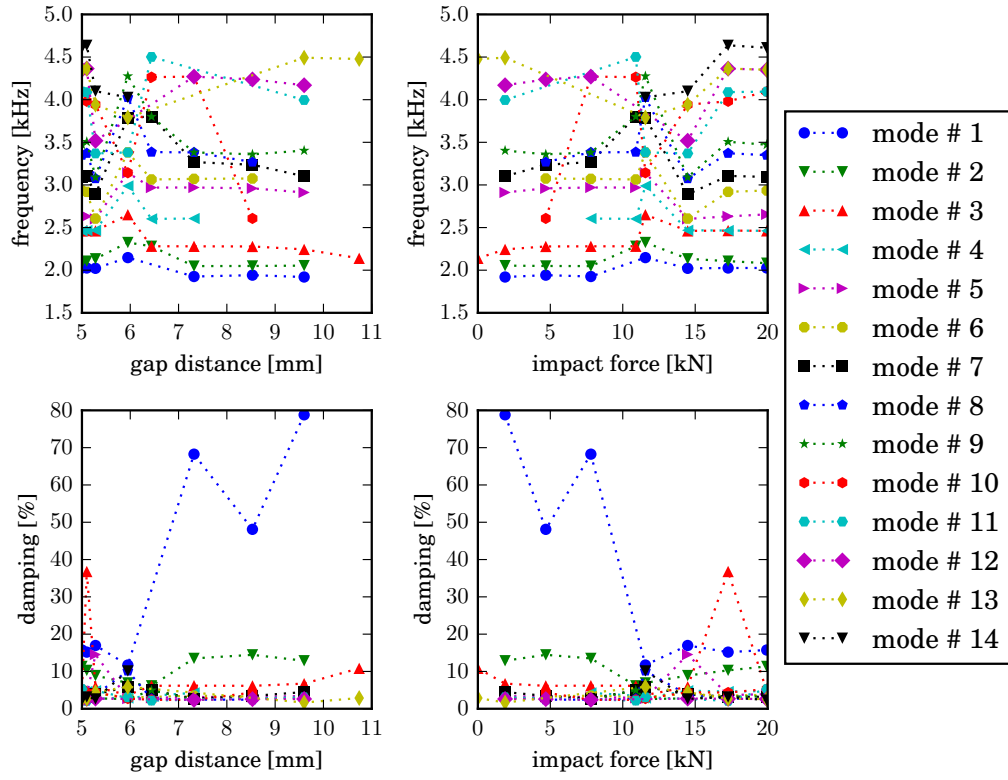 5.0
4.5
4.0
3.5
3.0
2.5
2.0
1.5
frequency [kHz]
5 6 7 8 9 10 11
gap distance [mm]
5.0
4.5
4.0
3.5
3.0
2.5
2.0
1.5
frequency [kHz]
0 5 10 15 20
impact force [kN]
80
70
60
50
40
30
20
10
0
damping [%]
5 6 7 8 9 10 11
gap distance [mm]
80
70
60
50
40
30
20
10
0
damping [%]
0 5 10 15 20
impact force [kN]
mode # 1
mode # 2
mode # 3
mode # 4
mode # 5
mode # 6
mode # 7
mode # 8
mode # 9
mode # 10
mode # 11
mode # 12
mode # 13
mode # 14